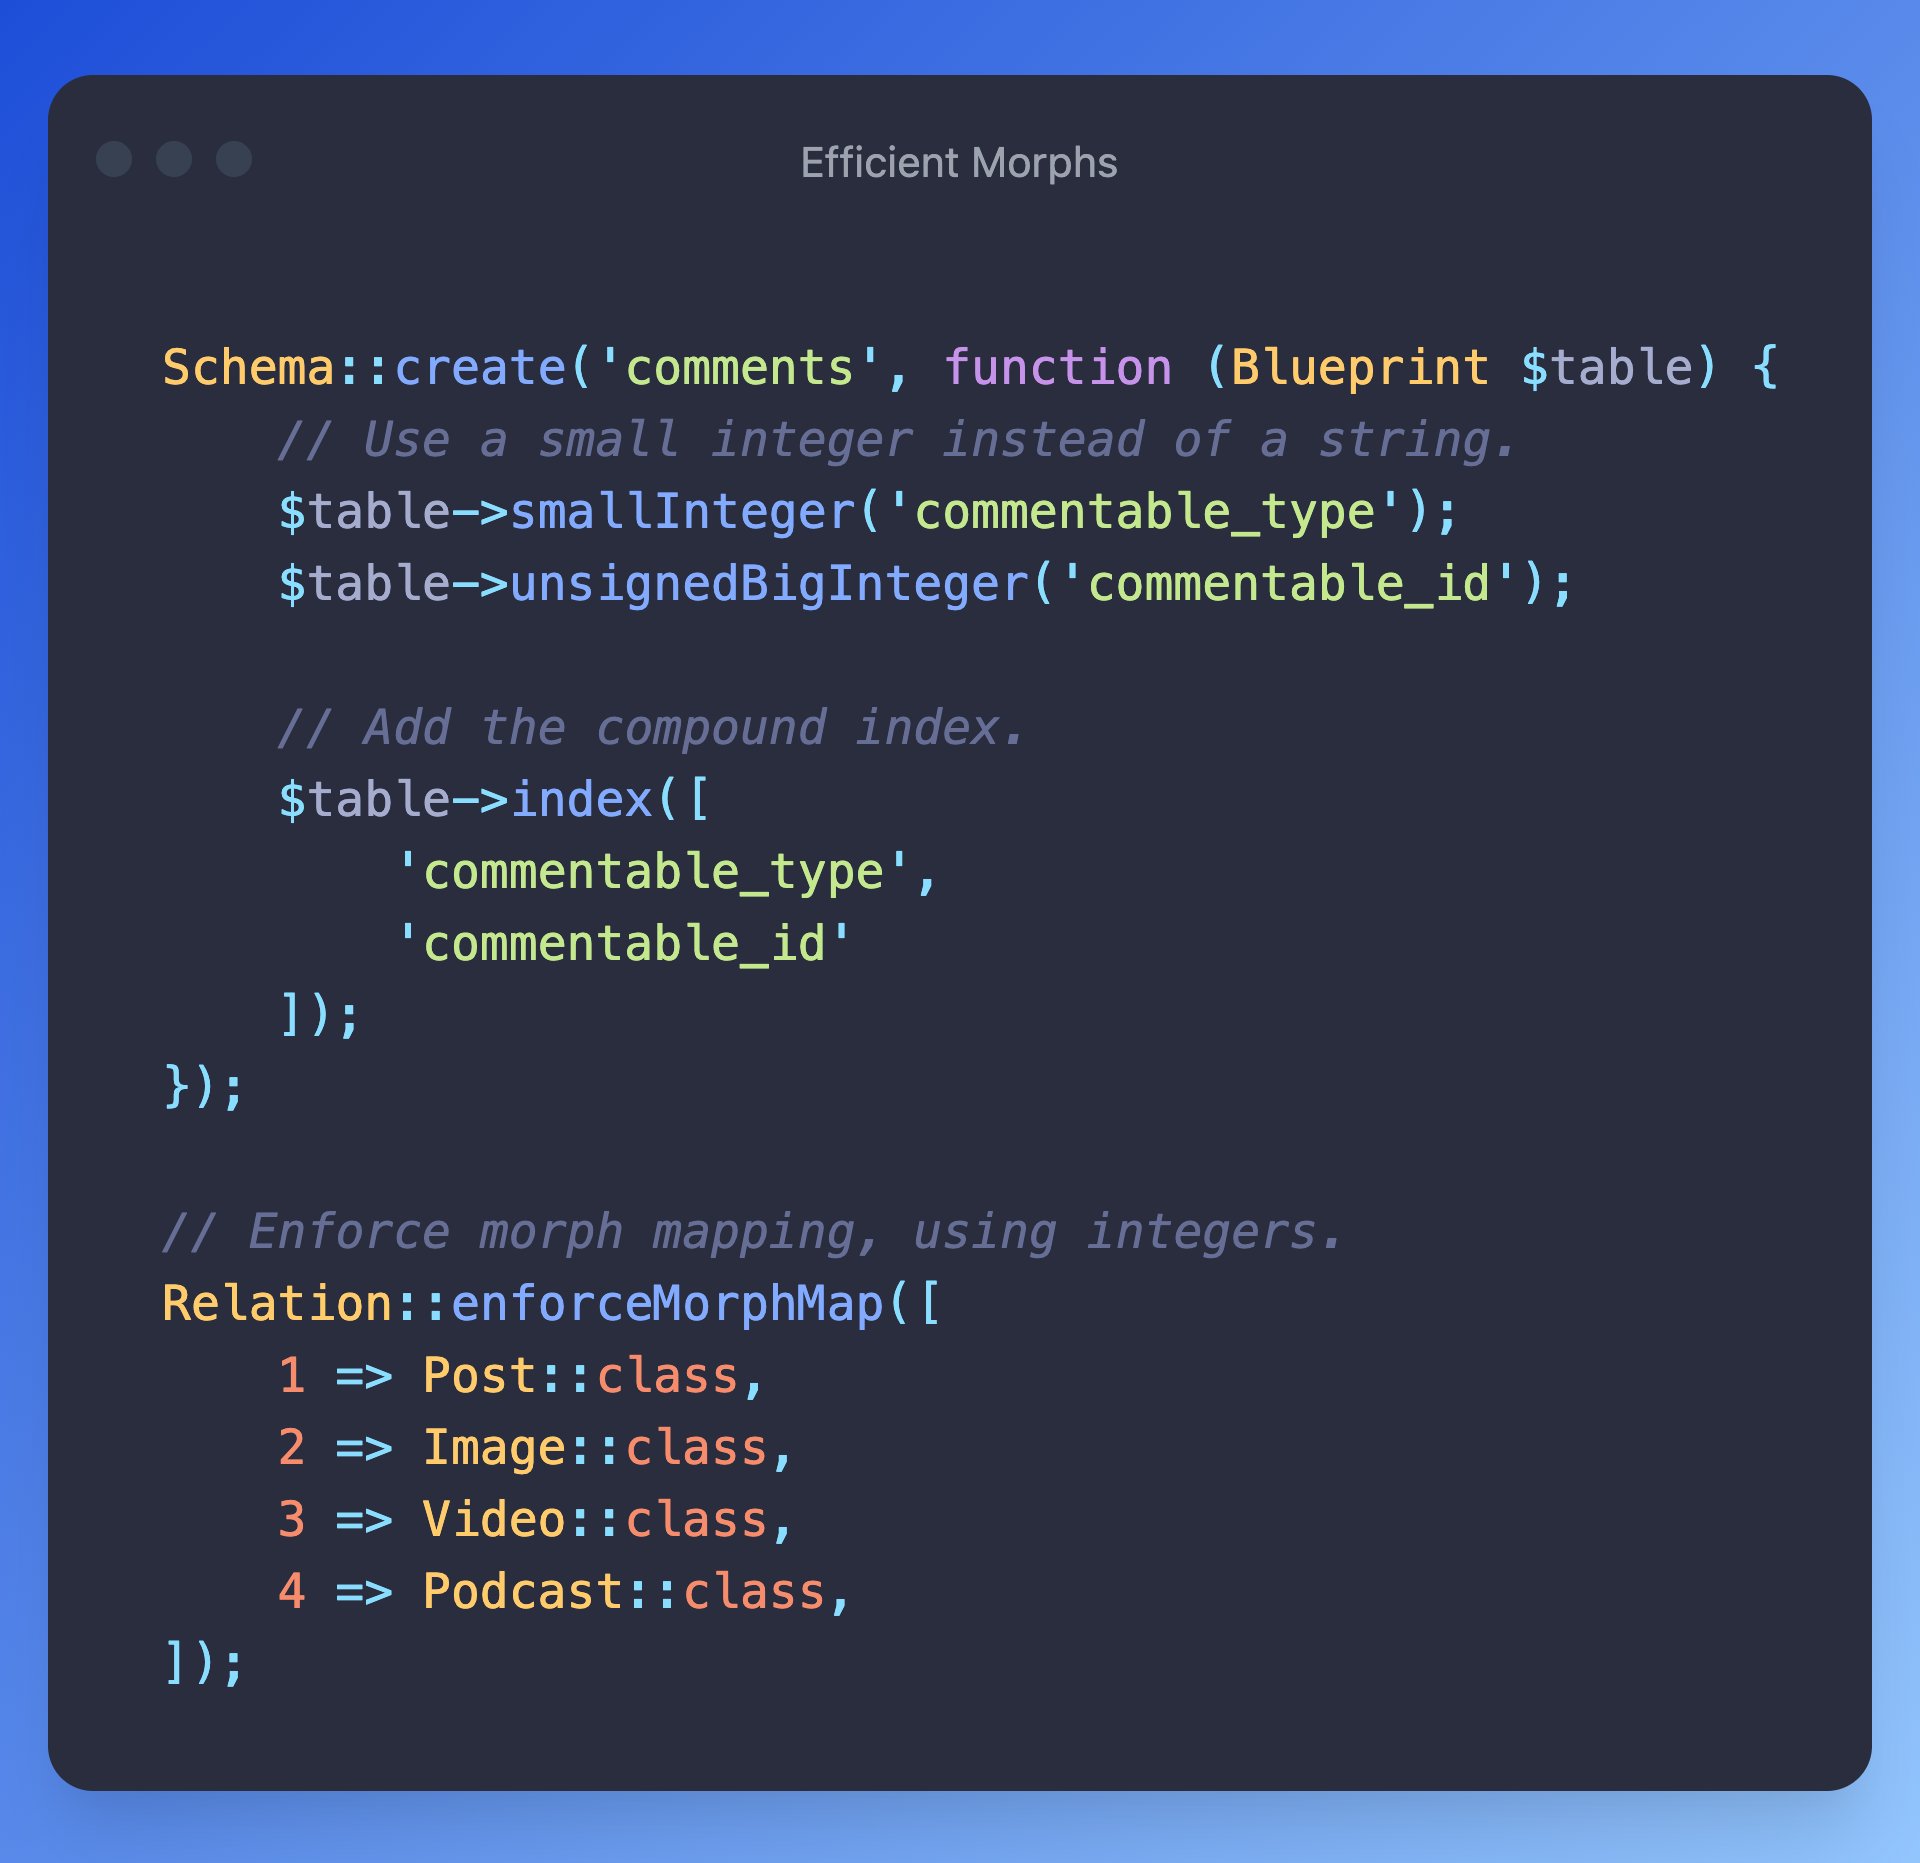 Efficient Morphs
Schema::create('comments', function (Blueprint $table) {
    // Use a small integer instead of a string.
    $table->smallInteger('commentable_type');
    $table->unsignedBigInteger('commentable_id');

    // Add the compound index.
    $table->index([
        'commentable_type',
        'commentable_id'
    ]);
});

// Enforce morph mapping, using integers.
Relation::enforceMorphMap([
    1 => Post::class,
    2 => Image::class,
    3 => Video::class,
    4 => Podcast::class,
]);